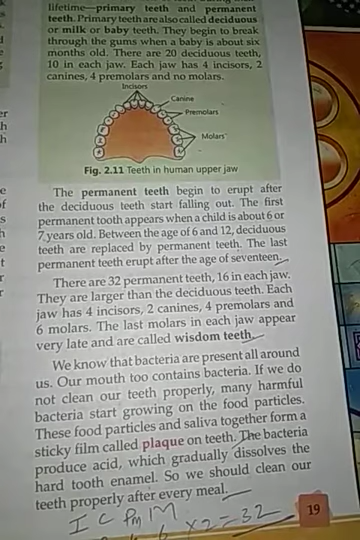 lifetime—primary teeth and permanent
teeth. Primary teeth are also called deciduous
or milk or baby teeth. They begin to break
through the gums when a baby is about six
months old. There are 20 deciduous teeth,
10 in each jaw. Each jaw has 4 incisors, 2
canines, 4 premolars and no molars.
Incisors
Canine
Premolars
Molars
Fig. 2.11 Teeth in human upper jaw
The permanent teeth begin to erupt after
the deciduous teeth start falling out. The first
permanent tooth appears when a child is about 6 or
7 years old. Between the age of 6 and 12, deciduous
teeth are replaced by permanent teeth. The last
permanent teeth erupt after the age of seventeen.
There are 32 permanent teeth, 16 in each jaw.
They are larger than the deciduous teeth. Each
jaw has 4 incisors, 2 canines, 4 premolars and
6 molars. The last molars in each jaw appear
very late and are called wisdom teeth.
We know that bacteria are present all around
us. Our mouth too contains bacteria. If we do
not clean our teeth properly, many harmful
bacteria start growing on the food particles.
These food particles and saliva together form a
sticky film called plaque on teeth. The bacteria
produce acid, which gradually dissolves the
hard tooth enamel. So we should clean our
teeth properly after every meal.
19
I C Pm M
6 x2=32